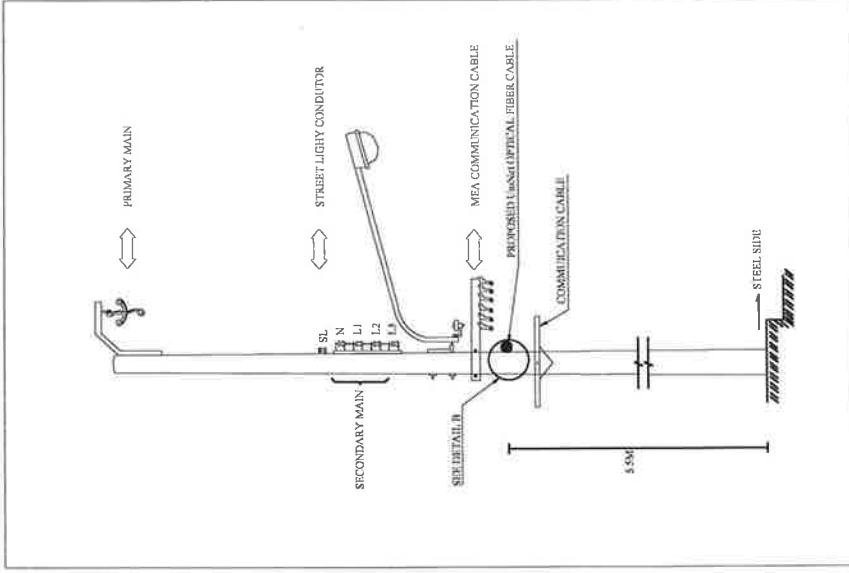 PRIMARY MAIN
STREET LIGHY CONDUTOR
SL
N
L1
L2
L3
SECONDARY MAIN
MEA COMMUNICATION CABLE
PROPOSED UniNet OPTICAL FIBER CABLE
SEE DETAIL B
COMMUNICATION CABLE
5.5M
STEEL SIDE